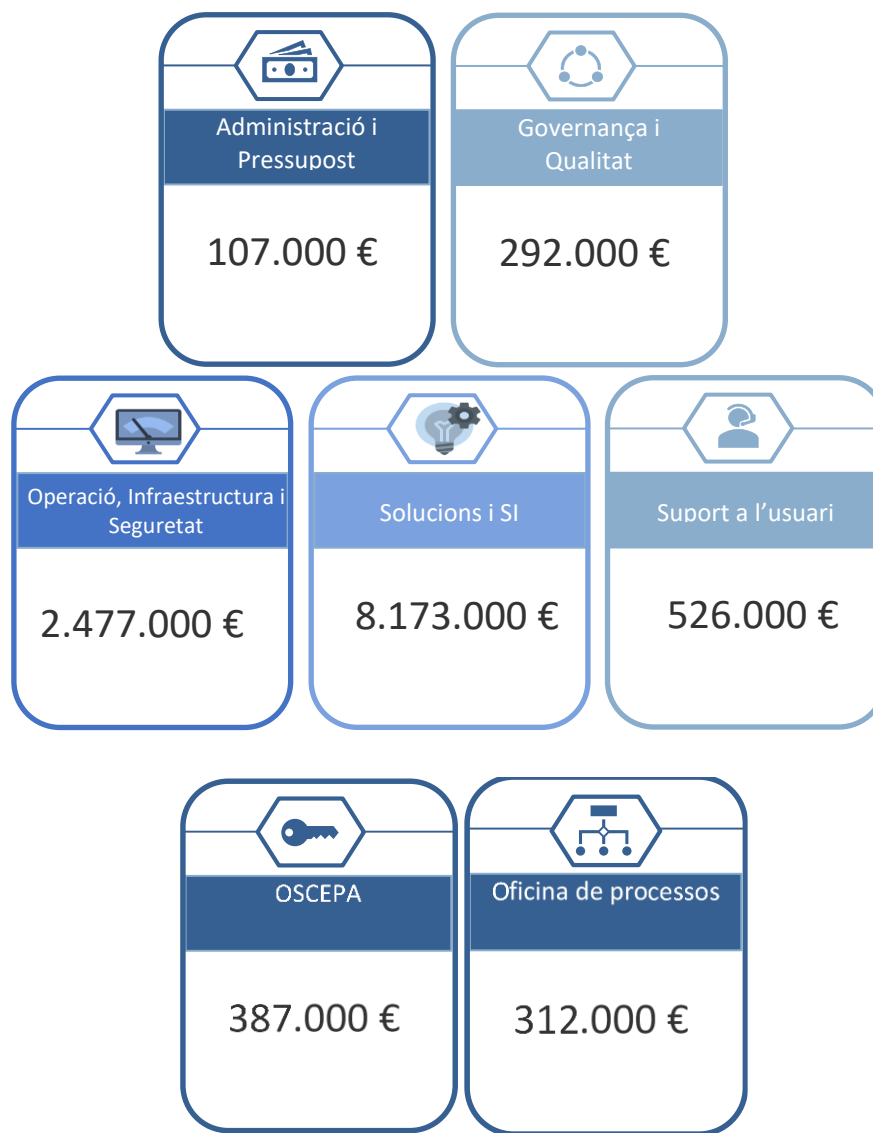 Administració i
Pressupost
107.000 €
Governança i
Qualitat
292.000 €
Operació, Infraestructura i
Seguretat
2.477.000 €
Solucions i SI
8.173.000 €
Suport a l’usuari
526.000 €
OSCEPA
387.000 €
Oficina de processos
312.000 €